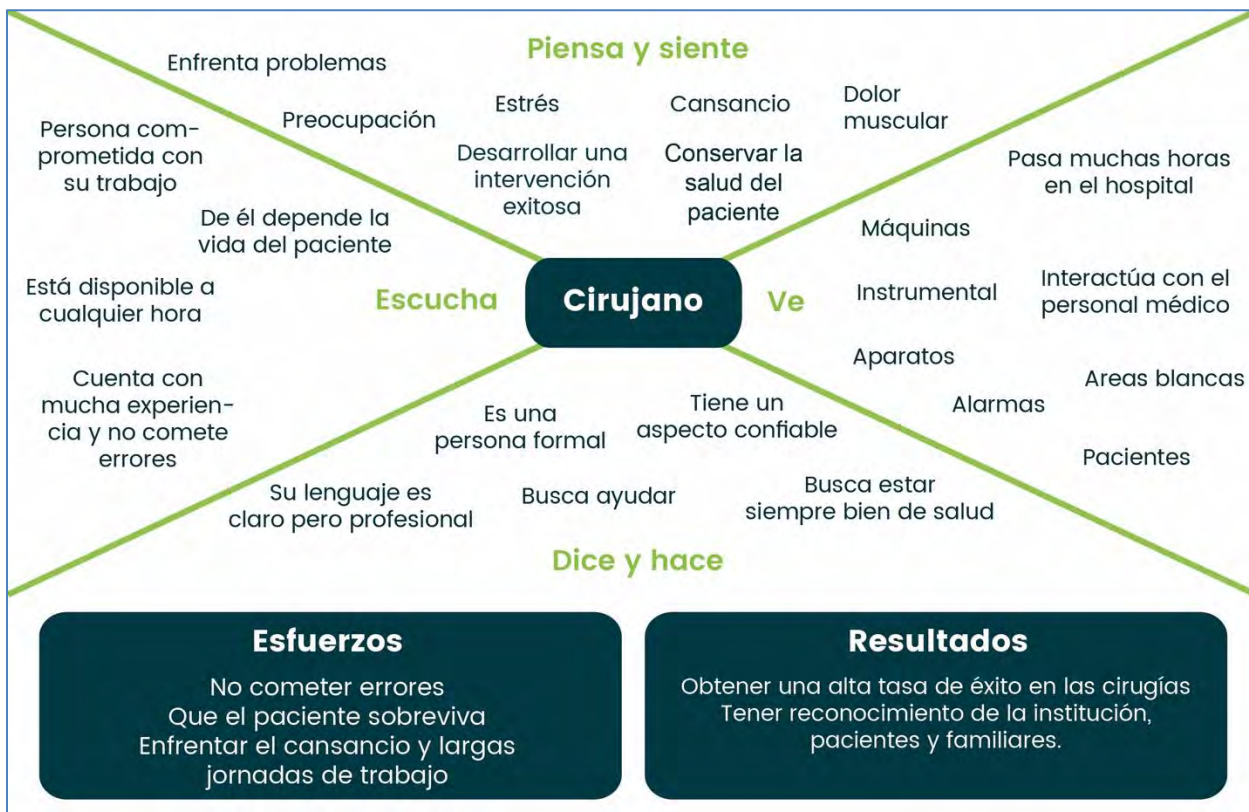 Piensa y siente
Enfrenta problemas
Preocupación
Estrés
Cansancio
Dolor
muscular
Desarrollar una
intervención
exitosa
Conservar la
salud del
paciente
Escucha
Persona com-
prometida con
su trabajo
De él depende la
vida del paciente
Está disponible a
cualquier hora
Cuenta con
mucha experien-
cia y no comete
errores
Cirujano
Ve
Pasa muchas horas
en el hospital
Máquinas
Instrumental
Interactúa con el
personal médico
Aparatos
Areas blancas
Alarmas
Pacientes
Es una
persona formal
Tiene un
aspecto confiable
Su lenguaje es
claro pero profesional
Busca ayudar
Busca estar
siempre bien de salud
Dice y hace
Esfuerzos
No cometer errores
Que el paciente sobreviva
Enfrentar el cansancio y largas
jornadas de trabajo
Resultados
Obtener una alta tasa de éxito en las cirugías
Tener reconocimiento de la institución,
pacientes y familiares.